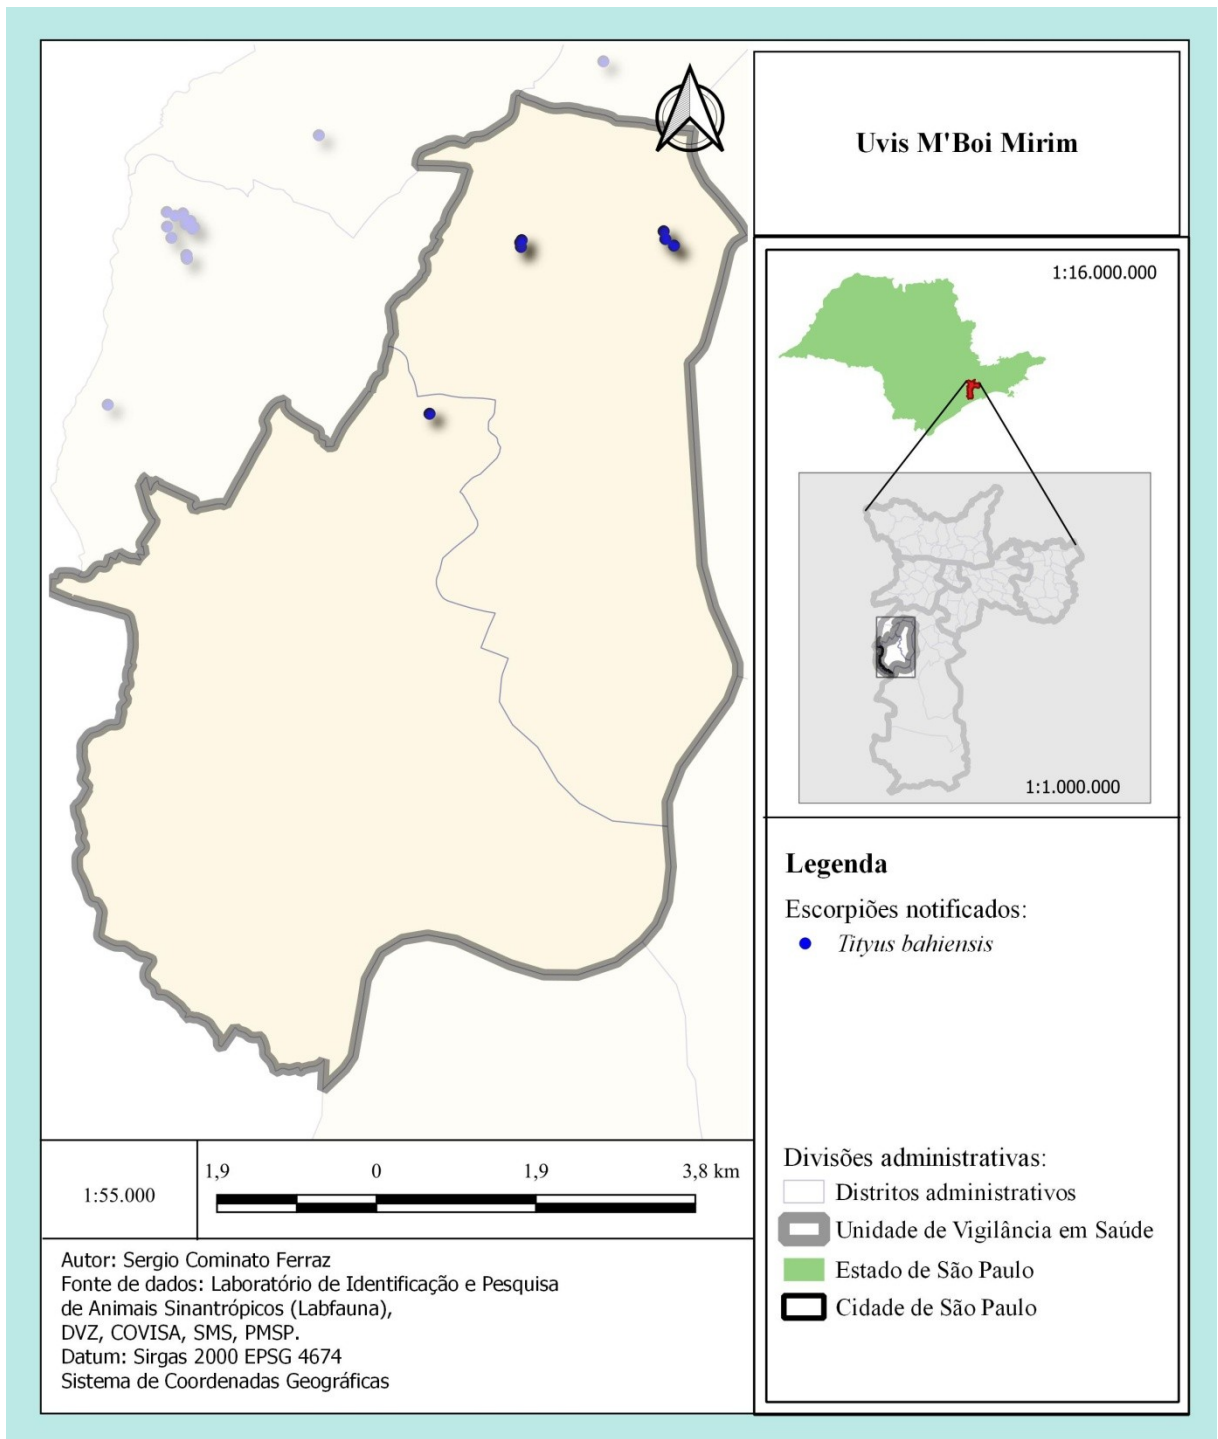 Uvis M'Boi Mirim
1:16.000.000
1:1.000.000
Legenda
Escorpiões notificados:
Tityus bahiensis
Divisões administrativas:
Distritos administrativos
Unidade de Vigilância em Saúde
Estado de São Paulo
Cidade de São Paulo
1:55.000
1,9 0 1,9 3,8 km
Autor: Sergio Cominato Ferraz
Fonte de dados: Laboratório de Identificação e Pesquisa
de Animais Sinantrópicos (Labfauna),
DVZ, COVISA, SMS, PMSP.
Datum: Sirgas 2000 EPSG 4674
Sistema de Coordenadas Geográficas